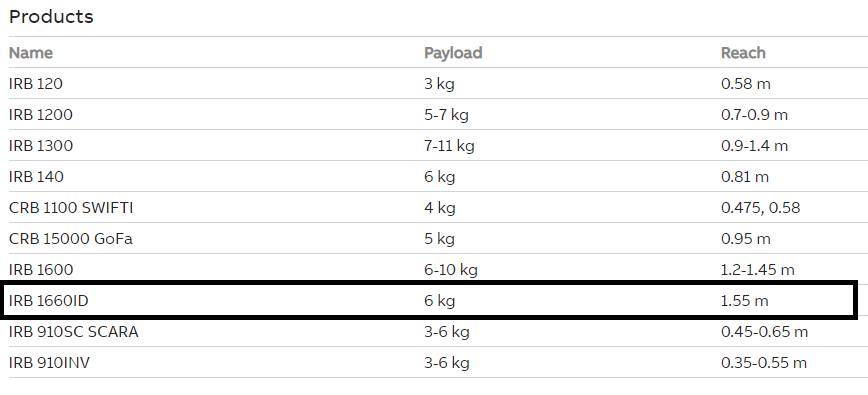 Products
Name Payload Reach
IRB 120 3 kg 0.58 m
IRB 1200 5-7 kg 0.7-0.9 m
IRB 1300 7-11 kg 0.9-1.4 m
IRB 140 6 kg 0.81 m
CRB 1100 SWIFTI 4 kg 0.475, 0.58
CRB 15000 GoFa 5 kg 0.95 m
IRB 1600 6-10 kg 1.2-1.45 m
IRB 1660ID 6 kg 1.55 m
IRB 910SC SCARA 3-6 kg 0.45-0.65 m
IRB 910INV 3-6 kg 0.35-0.55 m